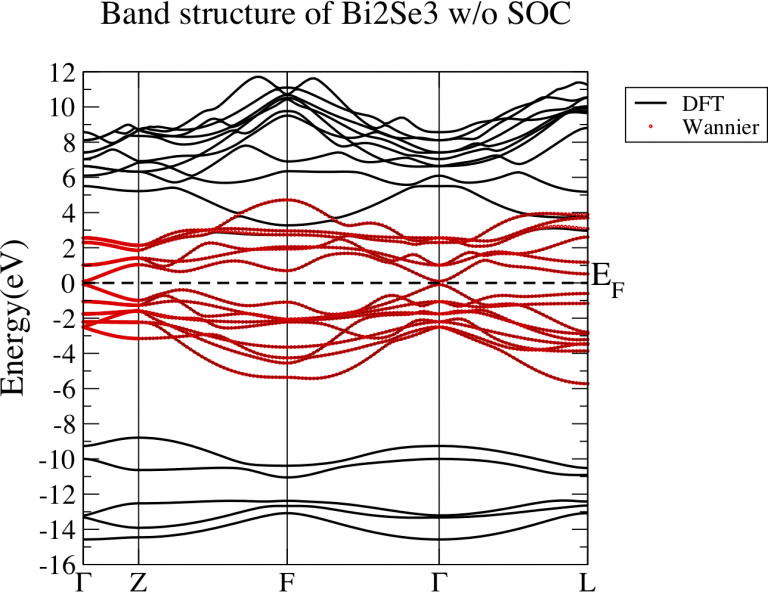 Band structure of Bi2Se3 w/o SOC
DFT
Wannier
Energy(eV)
12
10
8
6
4
2
0
-2
-4
-6
-8
-10
-12
-14
-16
E_F
Γ Z F Γ L